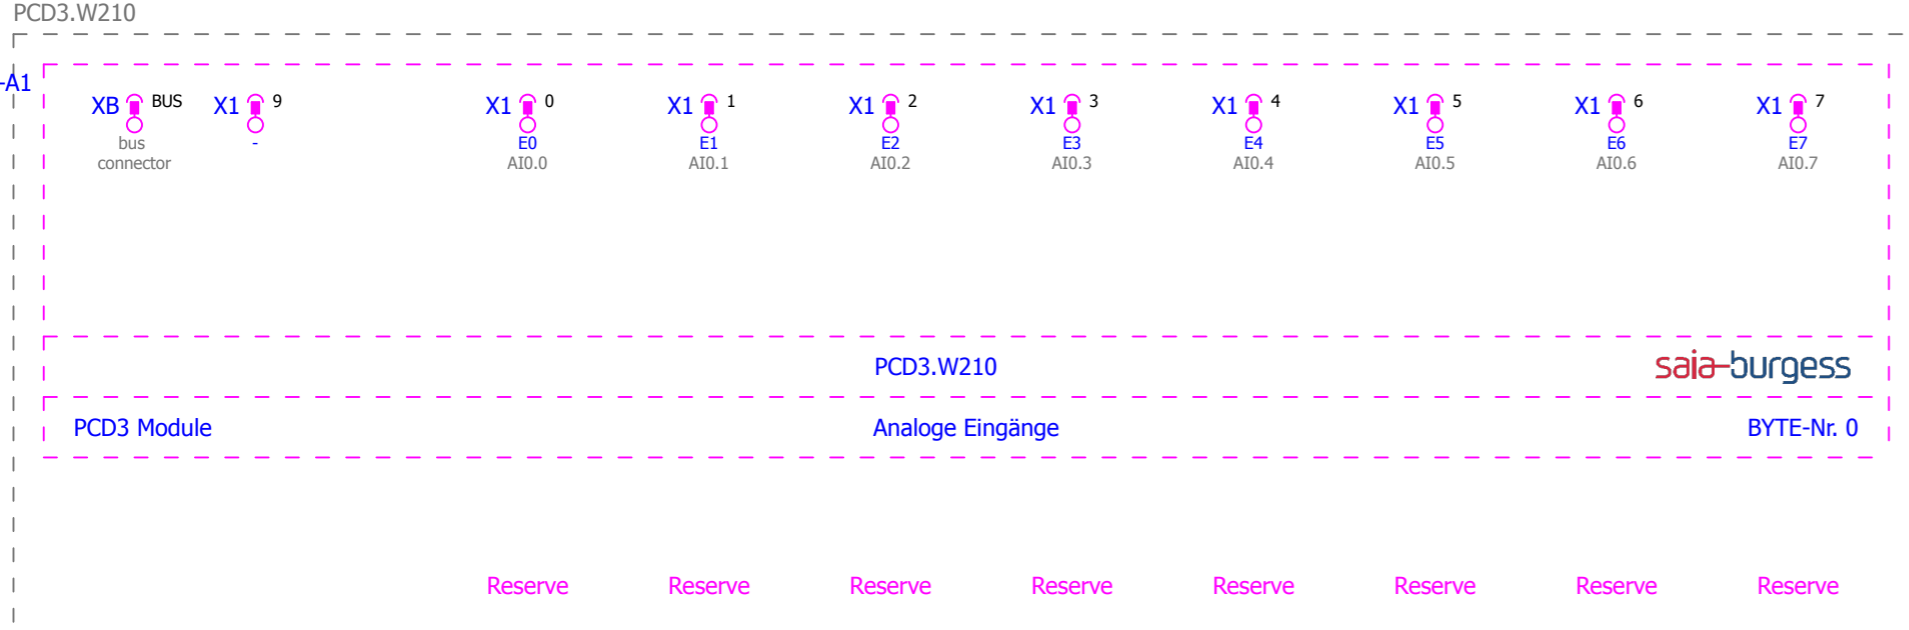 PCD3.W210
-A1
XB BUS X1 9 X1 0 X1 1 X1 2 X1 3 X1 4 X1 5 X1 6 X1 7
bus - E0 E1 E2 E3 E4 E5 E6 E7
connector AI0.0 AI0.1 AI0.2 AI0.3 AI0.4 AI0.5 AI0.6 AI0.7
PCD3.W210 saia-burgess
PCD3 Module Analoge Eingänge BYTE-Nr. 0
Reserve Reserve Reserve Reserve Reserve Reserve Reserve Reserve